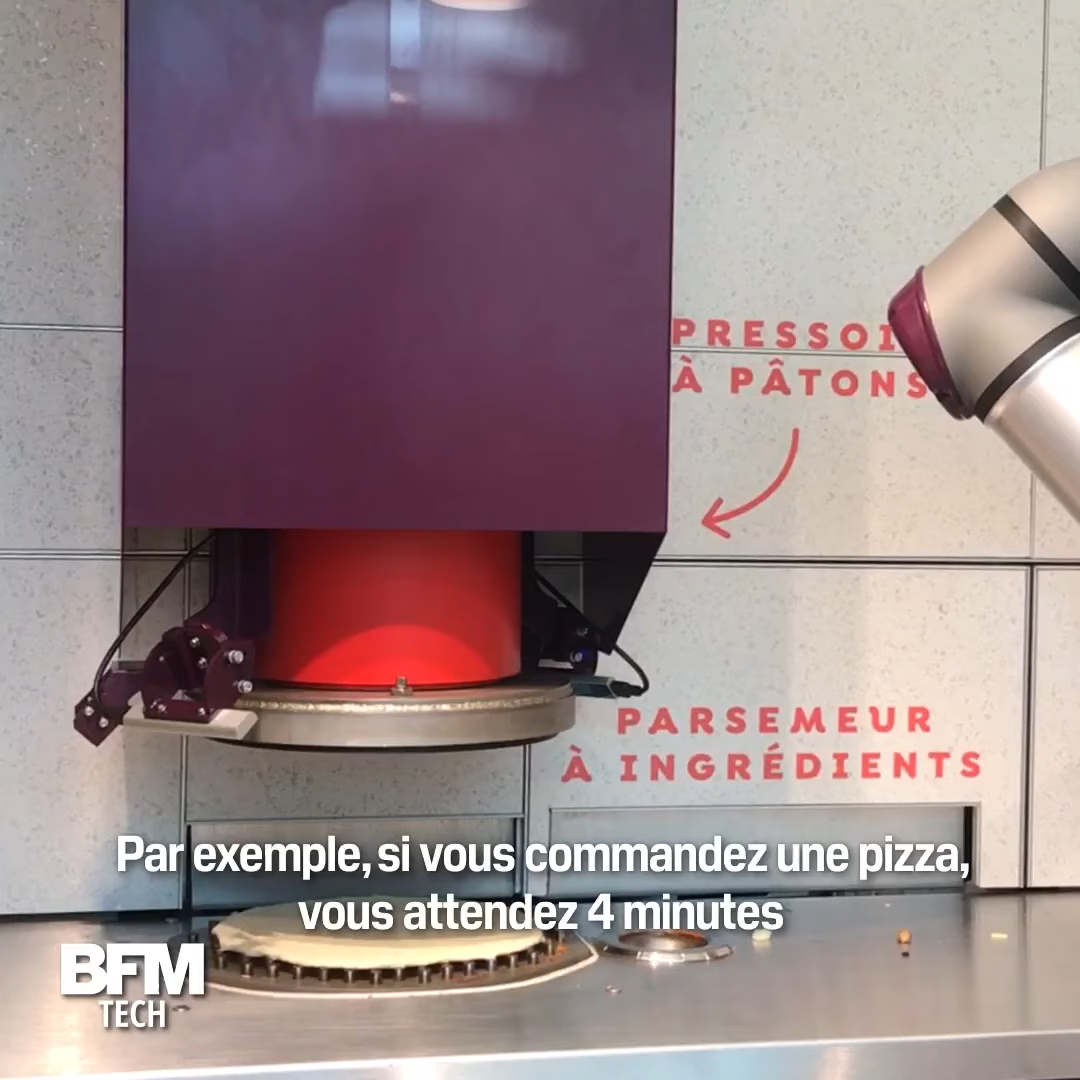 PRESSOI
À PÂTONS
PARSEMEUR
À INGRÉDIENTS
Par exemple, si vous commandez une pizza,
vous attendez 4 minutes
BFM
TECH